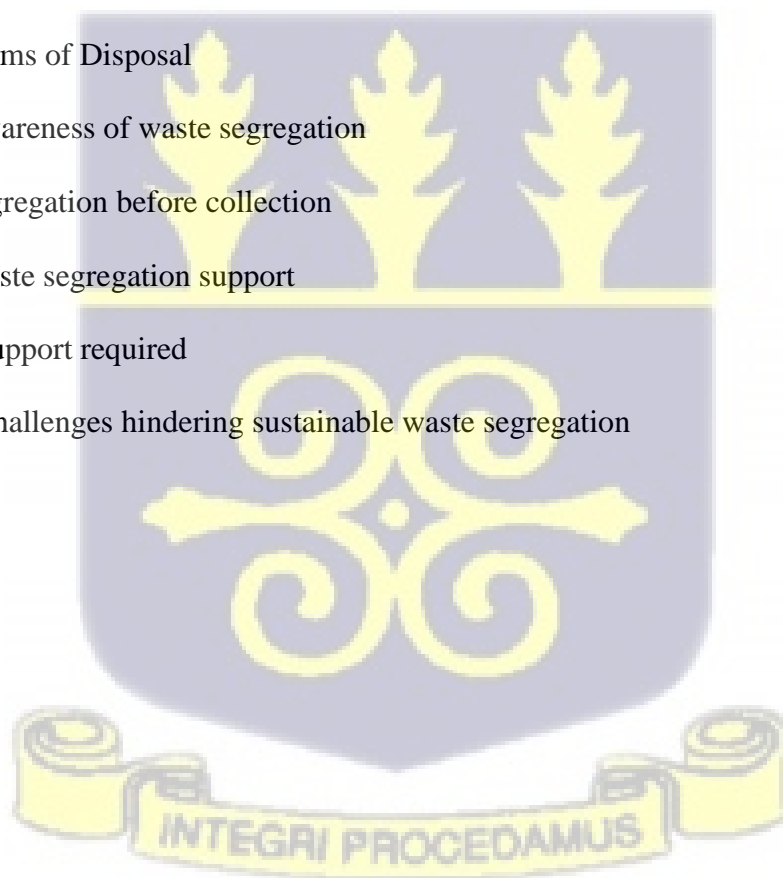 ms of Disposal
wareness of waste segregation
gregation before collection
ste segregation support
upport required
hallenges hindering sustainable waste segregation
INTEGRI PROCEDAMUS